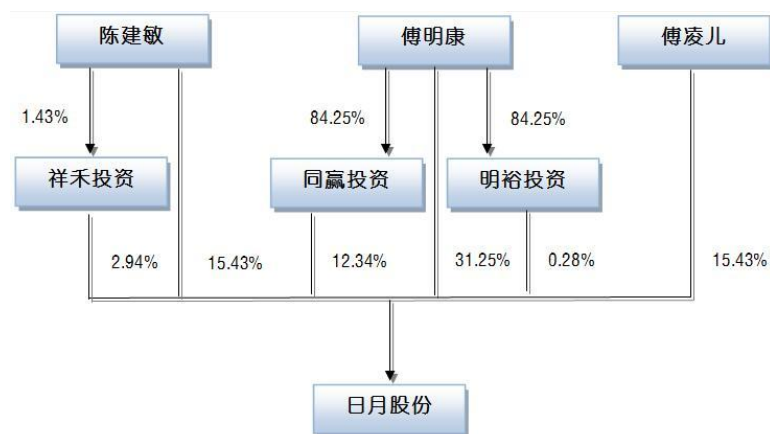 陈建敏
傅明康
傅凌儿
1.43%
84.25%
84.25%
祥禾投资
同赢投资
明裕投资
2.94%
15.43%
12.34%
31.25%
0.28%
15.43%
日月股份